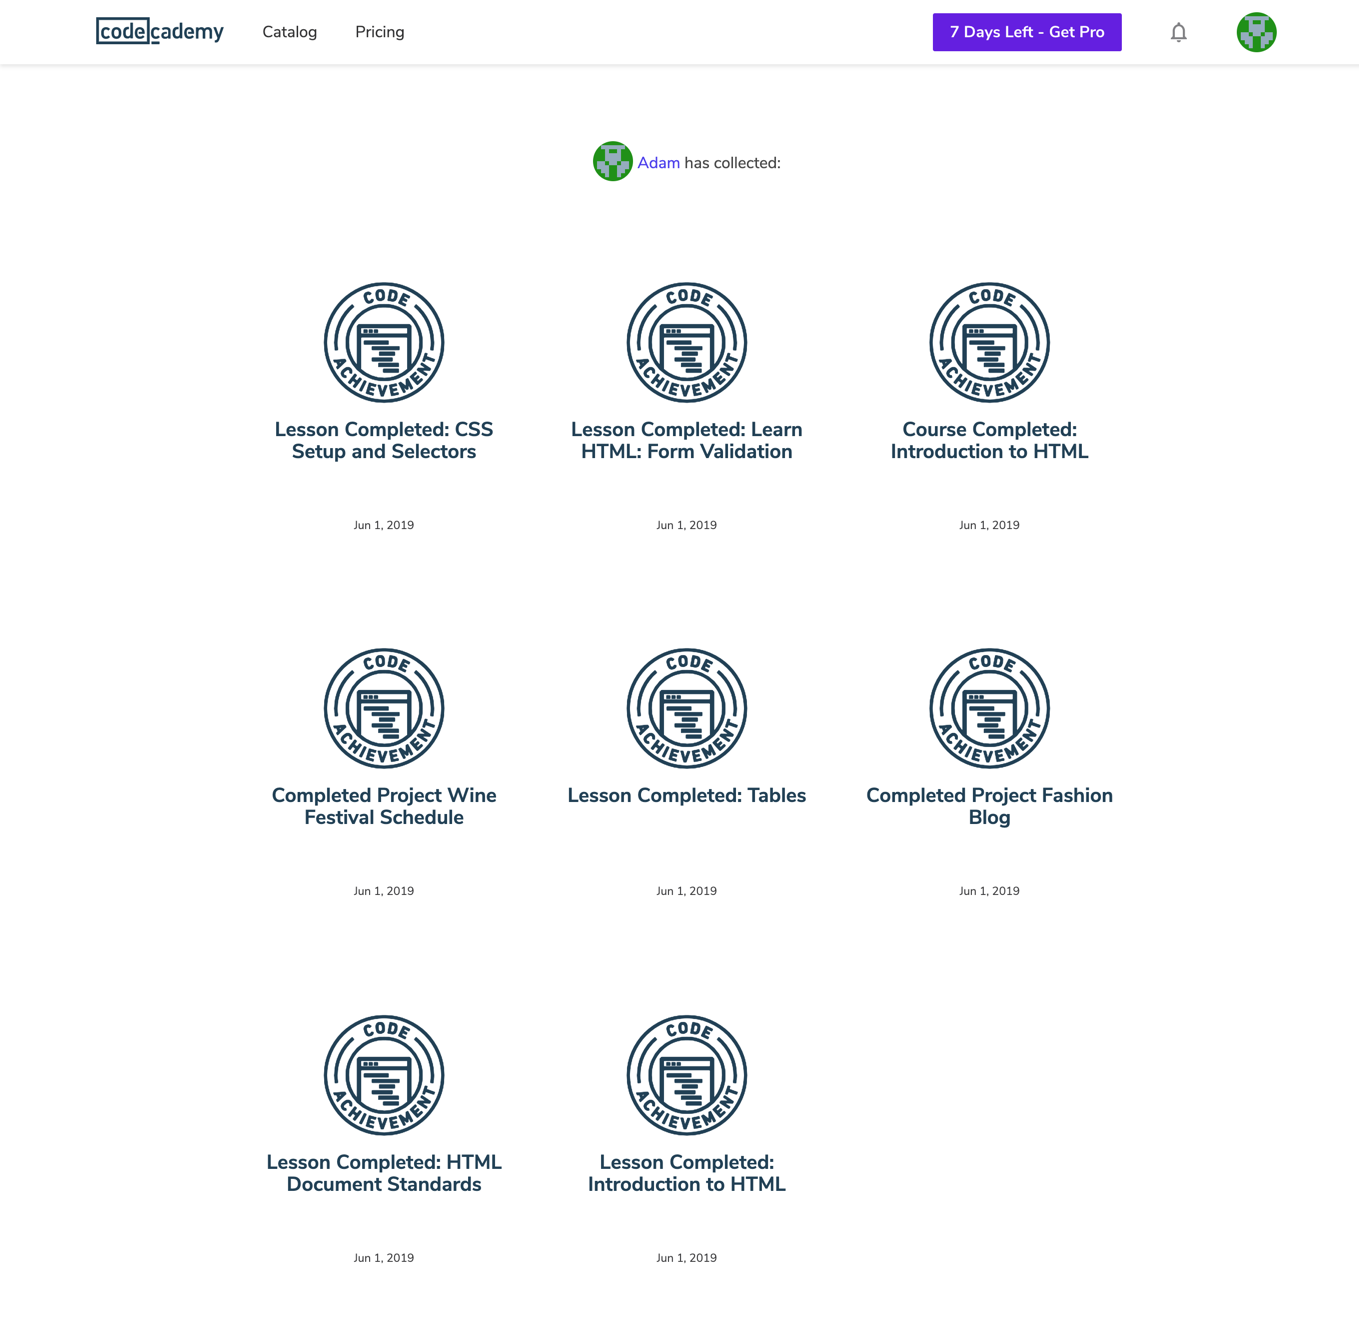 codecademy Catalog Pricing 7 Days Left - Get Pro
Adam has collected:
CODE ACHIEVEMENT
Lesson Completed: CSS
Setup and Selectors
Jun 1, 2019
CODE ACHIEVEMENT
Lesson Completed: Learn
HTML: Form Validation
Jun 1, 2019
CODE ACHIEVEMENT
Course Completed:
Introduction to HTML
Jun 1, 2019
CODE ACHIEVEMENT
Completed Project Wine
Festival Schedule
Jun 1, 2019
CODE ACHIEVEMENT
Lesson Completed: Tables
Jun 1, 2019
CODE ACHIEVEMENT
Completed Project Fashion
Blog
Jun 1, 2019
CODE ACHIEVEMENT
Lesson Completed: HTML
Document Standards
Jun 1, 2019
CODE ACHIEVEMENT
Lesson Completed:
Introduction to HTML
Jun 1, 2019